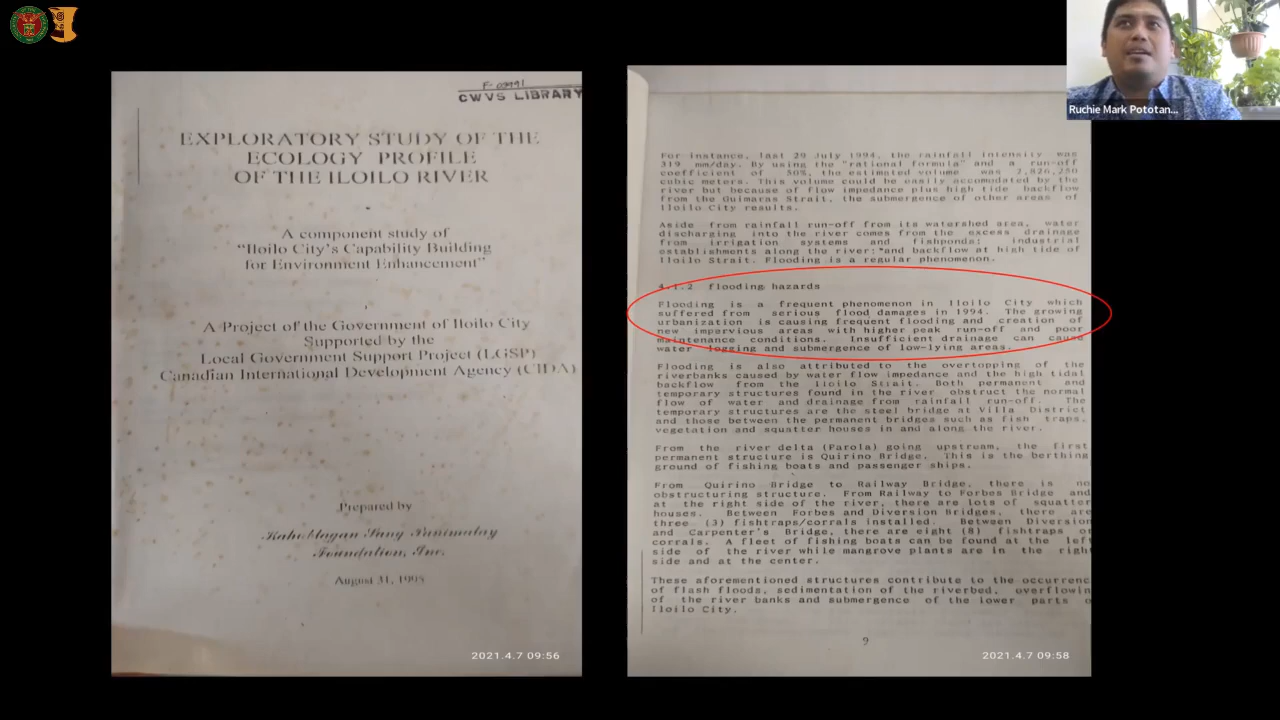 F-03991
CWVS LIBRARY
EXPLORATORY STUDY OF THE
ECOLOGY PROFILE
OF THE ILOILO RIVER
A component study of
"Iloilo City's Capability Building
for Environment Enhancement"
A Project of the Government of Iloilo City
Supported by the
Local Government Support Project (LGSP)
Canadian International Development Agency (CIDA)
Prepared by
Kahublagan Sang Panimalay
Foundation, Inc.
August 31, 1995
2021.4.7 09:56
For instance, last 29 July 1994, the rainfall intensity was
319 mm/day. By using the "rational formula" and a run-off
coefficient of 50%, the estimated volume was 2,826,250
cubic meters. This volume could be easily accomodated by the
river but because of flow impedance plus high tide backflow
from the Guimaras Strait, the submergence of other areas of
Iloilo City results.
Aside from rainfall run-off from its watershed area, water
discharging into the river comes from the excess drainage
from irrigation systems and fishponds; industrial
establishments along the river; and backflow at high tide of
Iloilo Strait. Flooding is a regular phenomenon.
4.1.2 flooding hazards
Flooding is a frequent phenomenon in Iloilo City which
suffered from serious flood damages in 1994. The growing
urbanization is causing frequent flooding and creation of
new impervious areas with higher peak run-off and poor
maintenance conditions. Insufficient drainage can cause
water logging and submergence of low-lying areas.
Flooding is also attributed to the overtopping of the
riverbanks caused by water flow impedance and the high tidal
backflow from the Iloilo Strait. Both permanent and
temporary structures found in the river obstruct the normal
flow of water and drainage from rainfall run-off. The
temporary structures are the steel bridge at Villa District
and those between the permanent bridges such as fish traps,
vegetation and squatter houses in and along the river.
From the river delta (Parola) going upstream, the first
permanent structure is Quirino Bridge. This is the berthing
ground of fishing boats and passenger ships.
From Quirino Bridge to Railway Bridge, there is no
obstructuring structure. From Railway to Forbes Bridge and
at the right side of the river, there are lots of squatter
houses. Between Forbes and Diversion Bridges, there are
three (3) fishtraps/corrals installed. Between Diversion
and Carpenter's Bridge, there are eight (8) fishtraps or
corrals. A fleet of fishing boats can be found at the left
side of the river while mangrove plants are in the right
side and at the center.
These aforementioned structures contribute to the occurrenc
of flash floods, sedimentation of the riverbed, overflowin
of the river banks and submergence of the lower parts o
Iloilo City.
9
2021.4.7 09:58
Ruchie Mark Pototan...